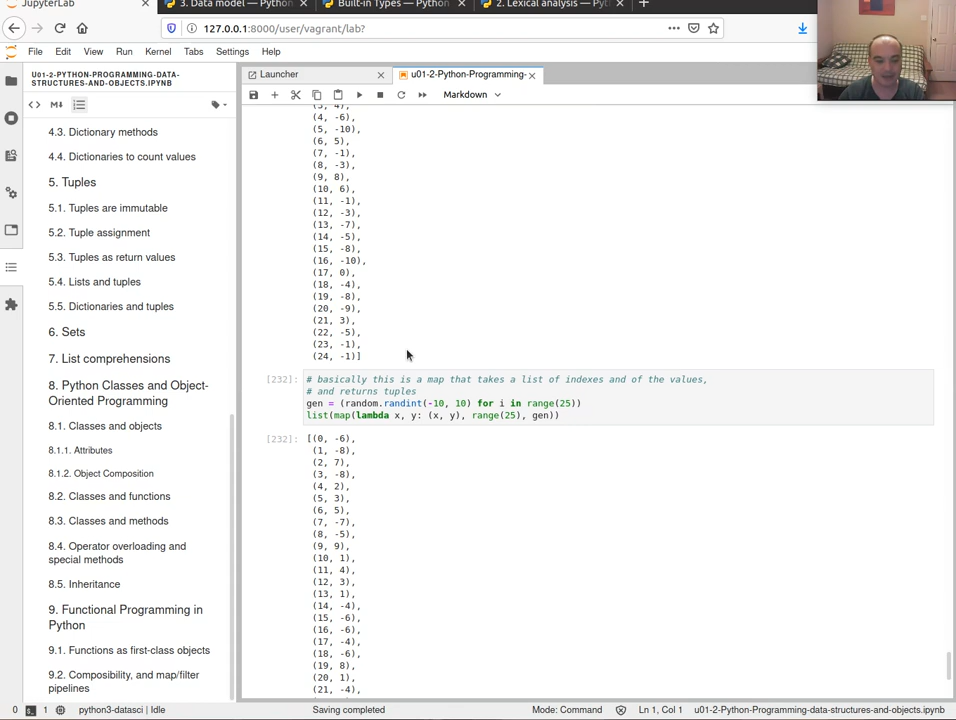 JupyterLab
3. Data model — Python
Built-in Types — Python
2. Lexical analysis — Pyt
127.0.0.1:8000/user/vagrant/lab?
File Edit View Run Kernel Tabs Settings Help
U01-2-PYTHON-PROGRAMMING-DATA-
STRUCTURES-AND-OBJECTS.IPYNB
Launcher
u01-2-Python-Programming-
Markdown
4.3. Dictionary methods
4.4. Dictionaries to count values
5. Tuples
5.1. Tuples are immutable
5.2. Tuple assignment
5.3. Tuples as return values
5.4. Lists and tuples
5.5. Dictionaries and tuples
6. Sets
7. List comprehensions
8. Python Classes and Object-
Oriented Programming
8.1. Classes and objects
8.1.1. Attributes
8.1.2. Object Composition
8.2. Classes and functions
8.3. Classes and methods
8.4. Operator overloading and
special methods
8.5. Inheritance
9. Functional Programming in
Python
9.1. Functions as first-class objects
9.2. Composibility, and map/filter
pipelines
(3, 4),
(4, -6),
(5, -10),
(6, 5),
(7, -1),
(8, -3),
(9, 8),
(10, 6),
(11, -1),
(12, -3),
(13, -7),
(14, -5),
(15, -8),
(16, -10),
(17, 0),
(18, -4),
(19, -8),
(20, -9),
(21, 3),
(22, -5),
(23, -1),
(24, -1)]
[232]:
# basically this is a map that takes a list of indexes and of the values,
# and returns tuples
gen = (random.randint(-10, 10) for i in range(25))
list(map(lambda x, y: (x, y), range(25), gen))
[232]:
[(0, -6),
(1, -8),
(2, 7),
(3, -8),
(4, 2),
(5, 3),
(6, 5),
(7, -7),
(8, -5),
(9, 9),
(10, 1),
(11, 4),
(12, 3),
(13, 1),
(14, -4),
(15, -6),
(16, -6),
(17, -4),
(18, -6),
(19, 8),
(20, 1),
(21, -4),
0 1 python3-datasci | Idle
Saving completed
Mode: Command
Ln 1, Col 1
u01-2-Python-Programming-data-structures-and-objects.ipynb